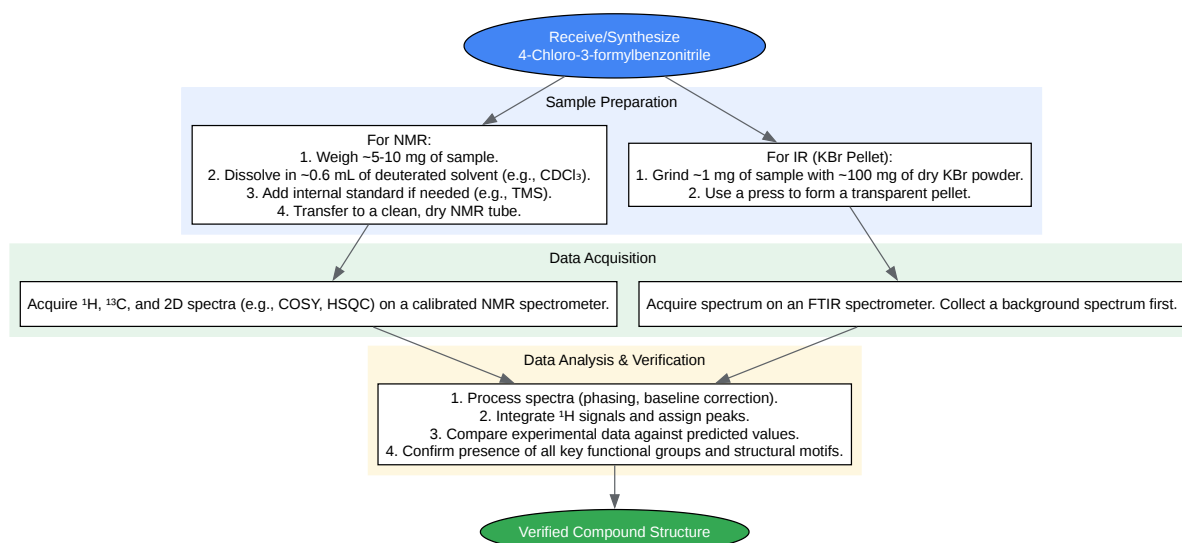 Receive/Synthesize
4-Chloro-3-formylbenzonitrile
Sample Preparation
For NMR:
1. Weigh ~5-10 mg of sample.
2. Dissolve in ~0.6 mL of deuterated solvent (e.g., CDCl₃).
3. Add internal standard if needed (e.g., TMS).
4. Transfer to a clean, dry NMR tube.
For IR (KBr Pellet):
1. Grind ~1 mg of sample with ~100 mg of dry KBr powder.
2. Use a press to form a transparent pellet.
Data Acquisition
Acquire ¹H, ¹³C, and 2D spectra (e.g., COSY, HSQC) on a calibrated NMR spectrometer.
Acquire spectrum on an FTIR spectrometer. Collect a background spectrum first.
Data Analysis & Verification
1. Process spectra (phasing, baseline correction).
2. Integrate ¹H signals and assign peaks.
3. Compare experimental data against predicted values.
4. Confirm presence of all key functional groups and structural motifs.
Verified Compound Structure